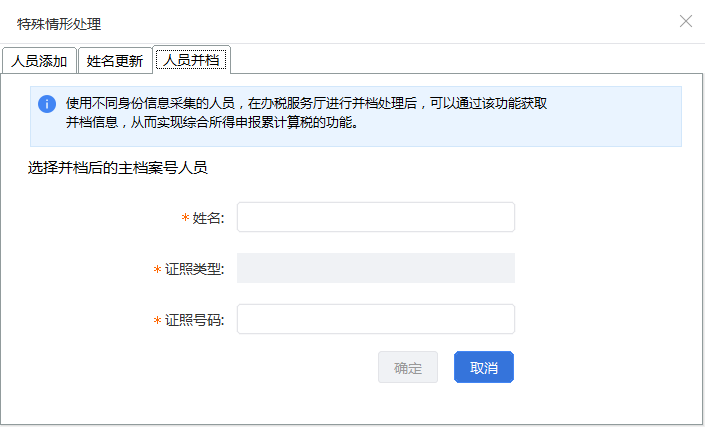 特殊情形处理
人员添加 姓名更新 人员并档
使用不同身份信息采集的人员，在办税服务厅进行并档处理后，可以通过该功能获取
并档信息，从而实现综合所得申报累计算税的功能。
选择并档后的主档案号人员
*姓名:
*证照类型:
*证照号码:
确定 取消